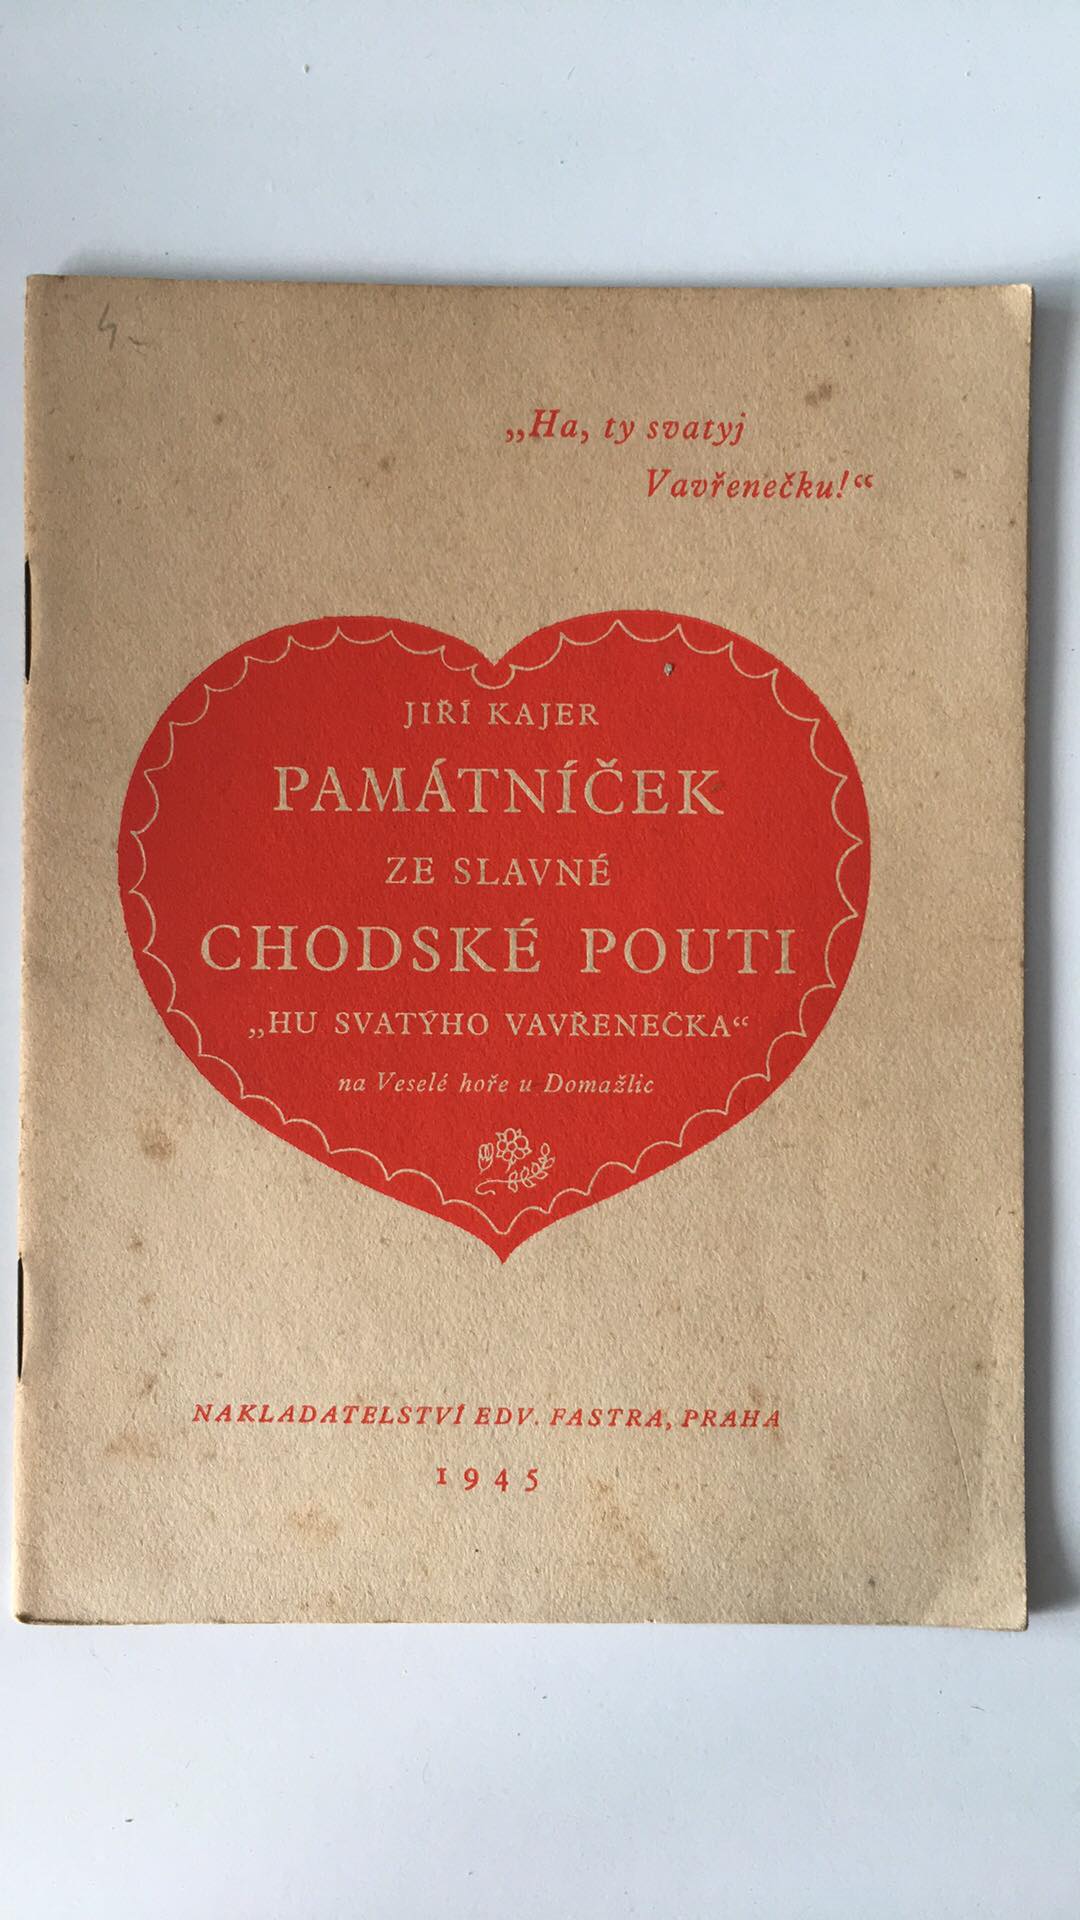 4-
„Ha, ty svatyj
Vavřenečku!“
JIŘÍ KAJER
PAMÁTNÍČEK
ZE SLAVNÉ
CHODSKÉ POUTI
„HU SVATÝHO VAVŘENEČKA“
na Veselé hoře u Domažlic
NAKLADATELSTVÍ EDV. FASTRA, PRAHA
1945